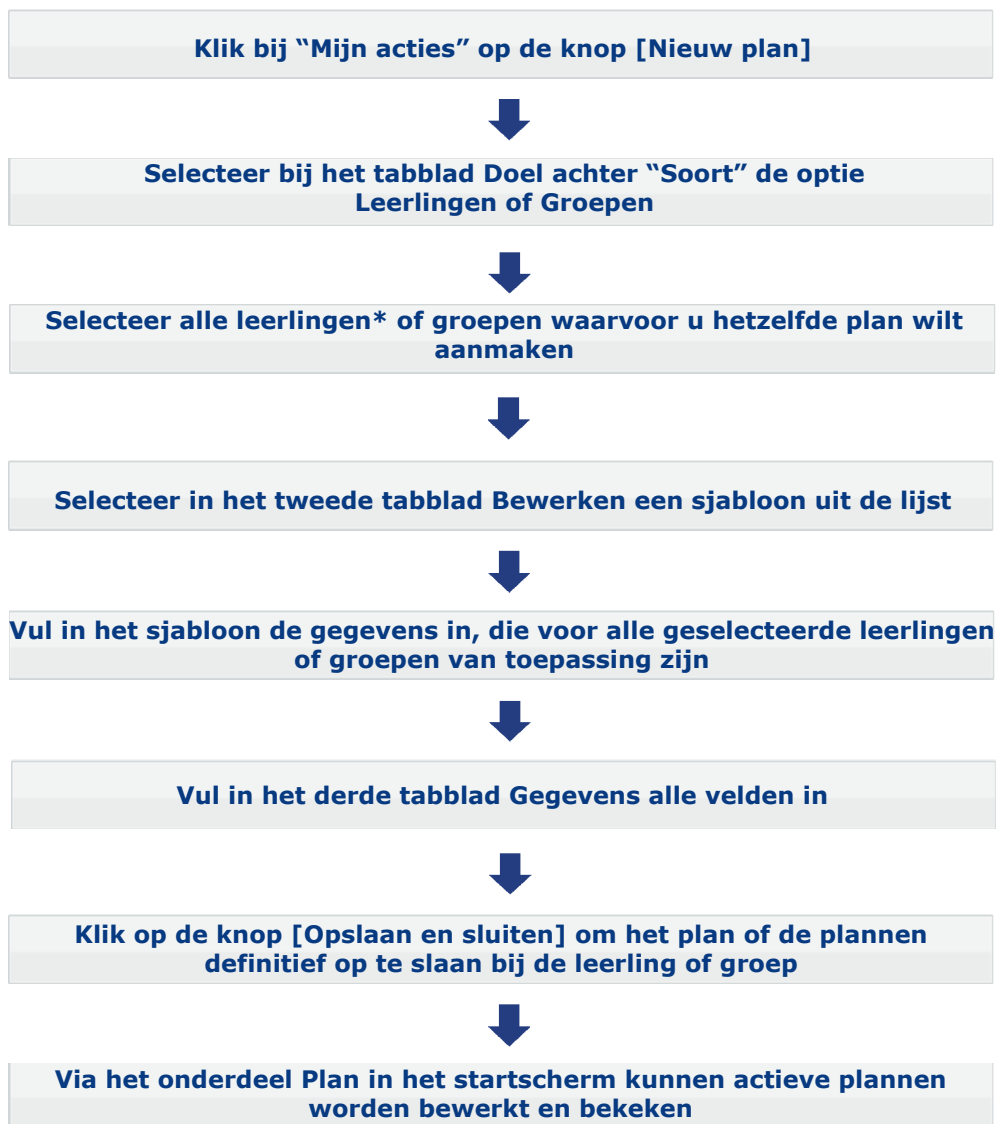 Klik bij “Mijn acties” op de knop [Nieuw plan]
Selecteer bij het tabblad Doel achter “Soort” de optie
Leerlingen of Groepen
Selecteer alle leerlingen* of groepen waarvoor u hetzelfde plan wilt
aanmaken
Selecteer in het tweede tabblad Bewerken een sjabloon uit de lijst
Vul in het sjabloon de gegevens in, die voor alle geselecteerde leerlingen
of groepen van toepassing zijn
Vul in het derde tabblad Gegevens alle velden in
Klik op de knop [Opslaan en sluiten] om het plan of de plannen
definitief op te slaan bij de leerling of groep
Via het onderdeel Plan in het startscherm kunnen actieve plannen
worden bewerkt en bekeken